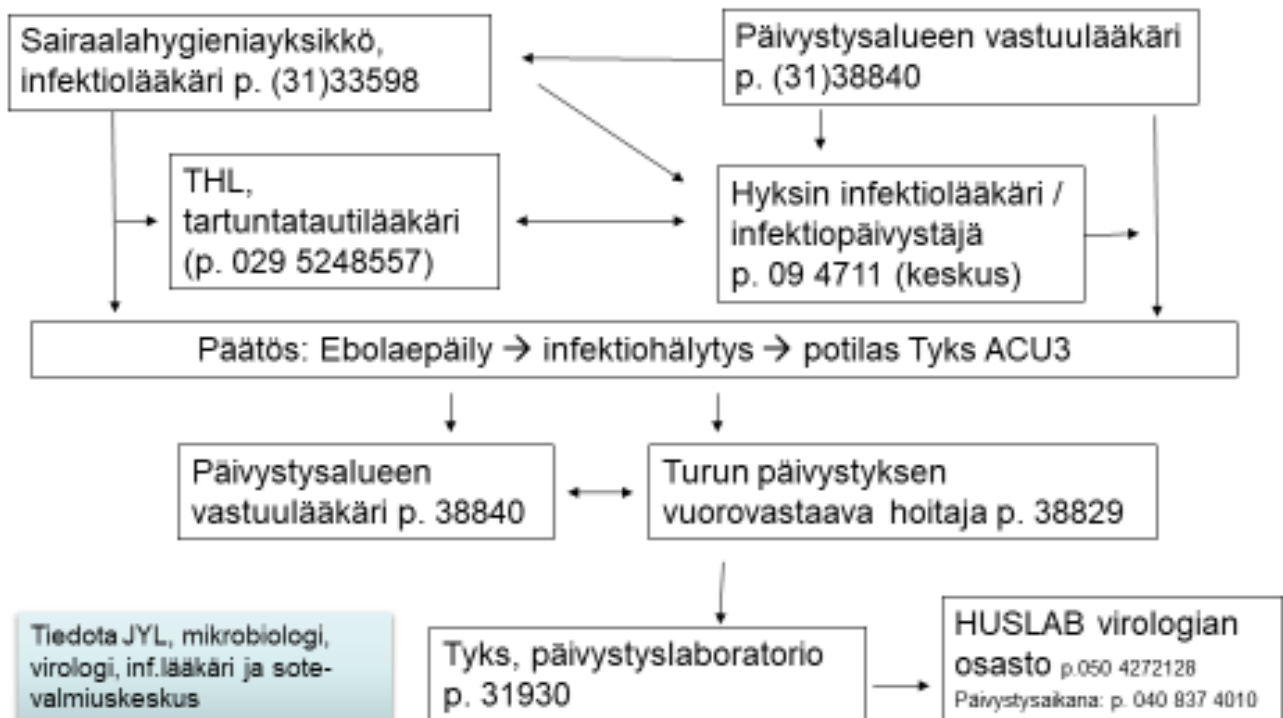 Sairaalahygieniayksikkö,
infektiolääkäri p. (31)33598
Päivystysalueen vastuulääkäri
p. (31)38840
THL,
tartuntatautilääkäri
(p. 029 5248557)
Hyksin infektiolääkäri /
infektiopäivystäjä
p. 09 4711 (keskus)
Päätös: Ebolaepäily → infektiohälytys → potilas Tyks ACU3
Päivystysalueen
vastuulääkäri p. 38840
Turun päivystyksen
vuorovastaava hoitaja p. 38829
Tiedota JYL, mikrobiologi,
virologi, inf.lääkäri ja sote-
valmiuskeskus
Tyks, päivystyslaboratorio
p. 31930
HUSLAB virologian
osasto p.050 4272128
Päivystysaikana: p. 040 837 4010